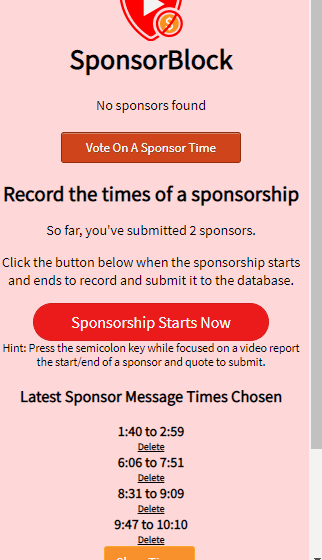 SponsorBlock
No sponsors found
Vote On A Sponsor Time
Record the times of a sponsorship
So far, you've submitted 2 sponsors.
Click the button below when the sponsorship starts
and ends to record and submit it to the database.
Sponsorship Starts Now
Hint: Press the semicolon key while focused on a video report
the start/end of a sponsor and quote to submit.
Latest Sponsor Message Times Chosen
1:40 to 2:59
Delete
6:06 to 7:51
Delete
8:31 to 9:09
Delete
9:47 to 10:10
Delete